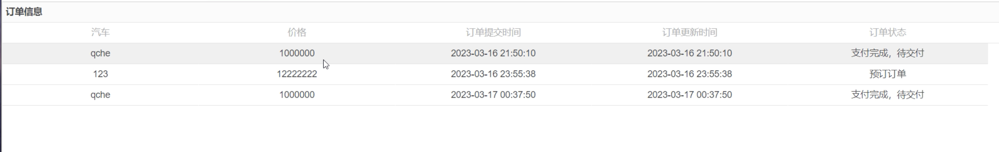 订单信息
汽车 价格 订单提交时间 订单更新时间 订单状态
qche 1000000 2023-03-16 21:50:10 2023-03-16 21:50:10 支付完成，待交付
123 12222222 2023-03-16 23:55:38 2023-03-16 23:55:38 预订订单
qche 1000000 2023-03-17 00:37:50 2023-03-17 00:37:50 支付完成，待交付